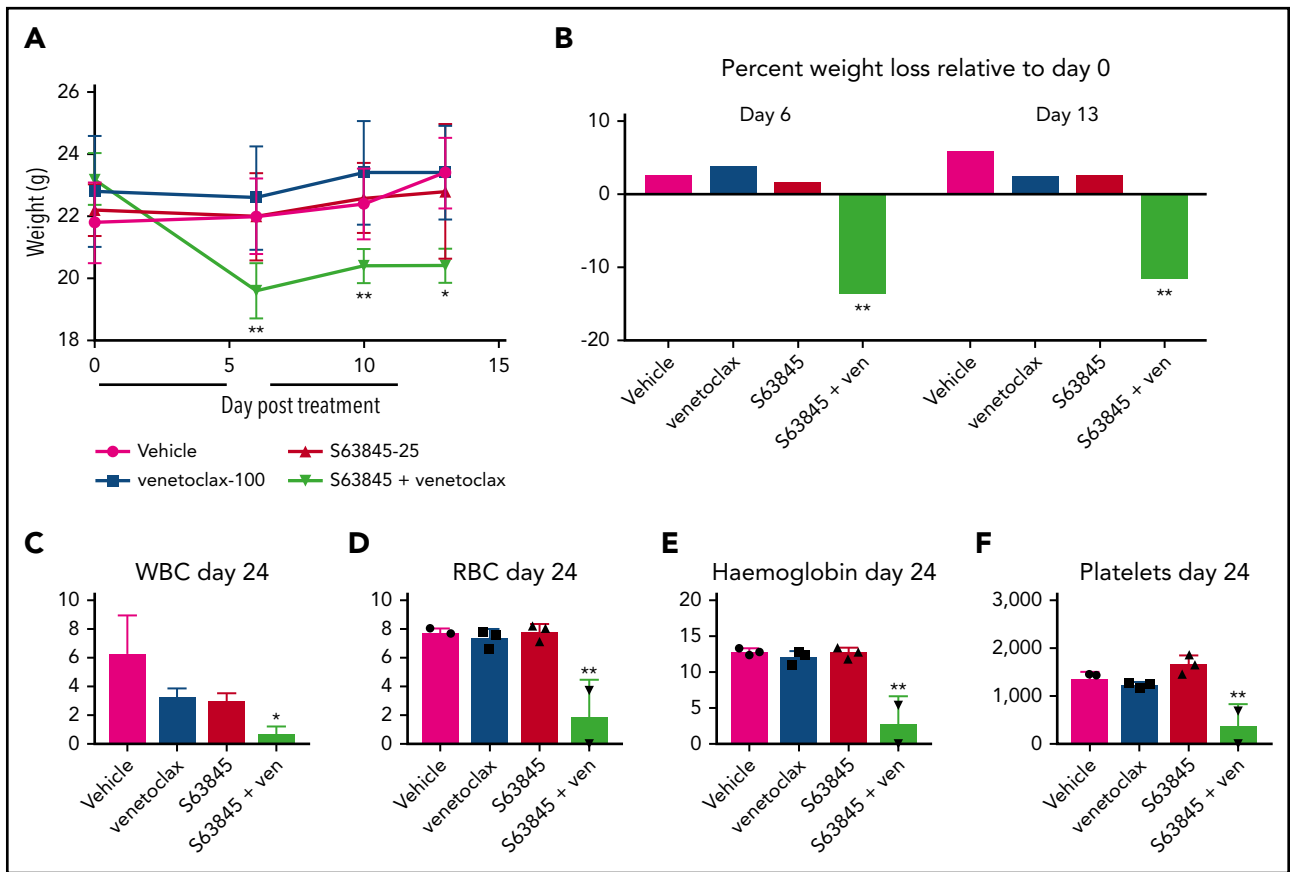 A
Weight (g)
26
24
22
20
18
0
5
10
15
**
**
*
Day post treatment
Vehicle
S63845-25
venetoclax-100
S63845 + venetoclax
B
Percent weight loss relative to day 0
Day 6
Day 13
10
0
-10
-20
**
**
Vehicle
venetoclax
S63845
S63845 + ven
Vehicle
venetoclax
S63845
S63845 + ven
C
WBC day 24
10
8
6
4
2
0
*
Vehicle
venetoclax
S63845
S63845 + ven
D
RBC day 24
10
8
6
4
2
0
**
Vehicle
venetoclax
S63845
S63845 + ven
E
Haemoglobin day 24
20
15
10
5
0
**
Vehicle
venetoclax
S63845
S63845 + ven
F
Platelets day 24
3,000
2,000
1,000
0
**
Vehicle
venetoclax
S63845
S63845 + ven